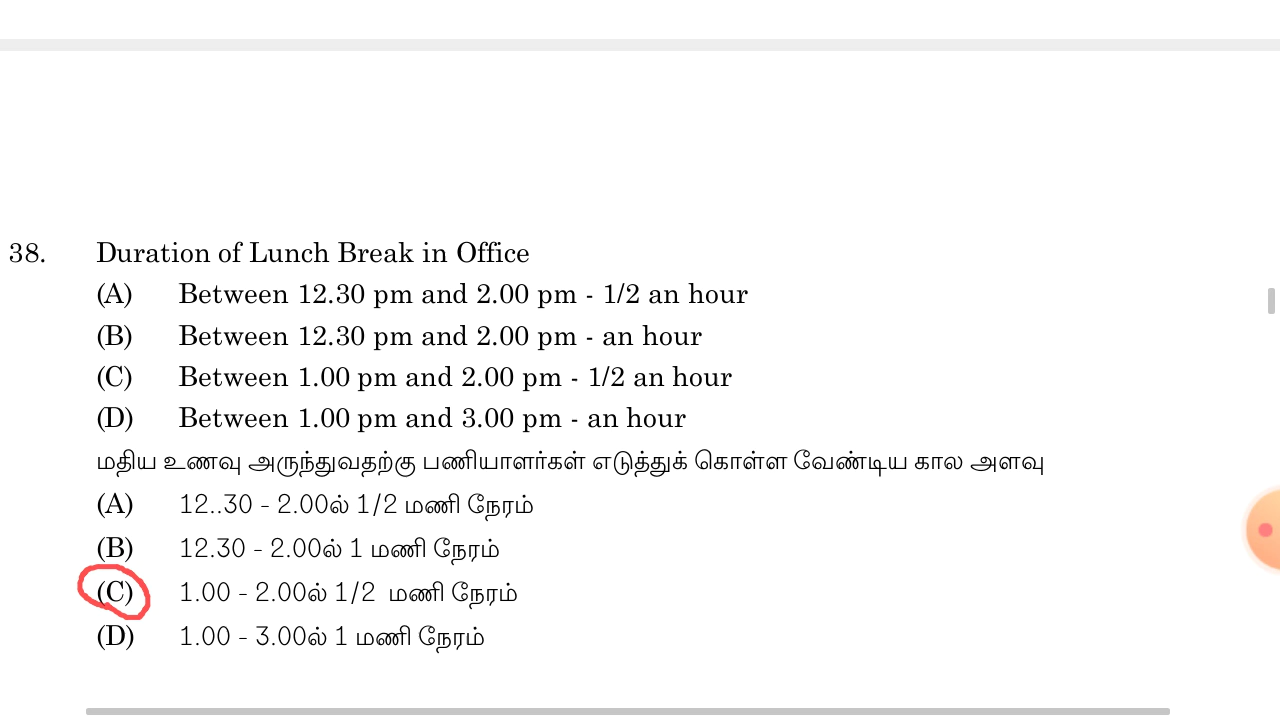 38. Duration of Lunch Break in Office
(A) Between 12.30 pm and 2.00 pm - 1/2 an hour
(B) Between 12.30 pm and 2.00 pm - an hour
(C) Between 1.00 pm and 2.00 pm - 1/2 an hour
(D) Between 1.00 pm and 3.00 pm - an hour
மதிய உணவு அருந்துவதற்கு பணியாளர்கள் எடுத்துக் கொள்ள வேண்டிய கால அளவு
(A) 12..30 - 2.00ல் 1/2 மணி நேரம்
(B) 12.30 - 2.00ல் 1 மணி நேரம்
(C) 1.00 - 2.00ல் 1/2 மணி நேரம்
(D) 1.00 - 3.00ல் 1 மணி நேரம்